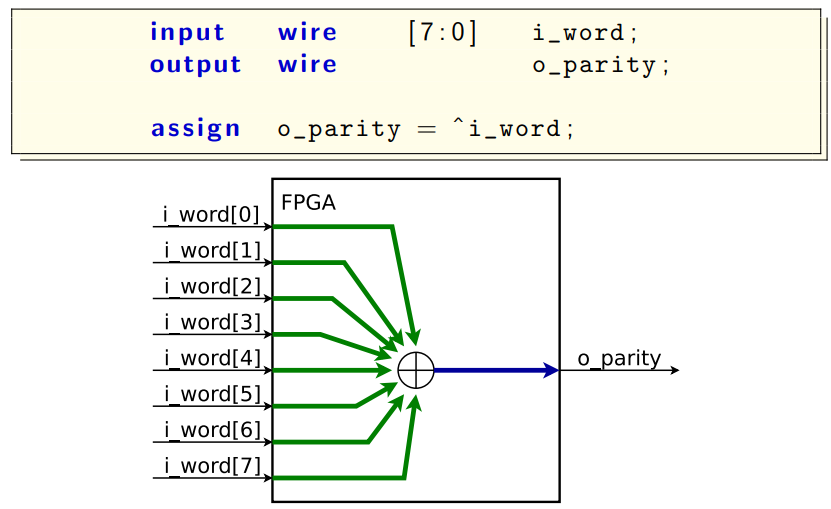 input wire [7:0] i_word;
output wire o_parity;
assign o_parity = ^i_word;
FPGA
i_word[0]
i_word[1]
i_word[2]
i_word[3]
i_word[4]
i_word[5]
i_word[6]
i_word[7]
o_parity